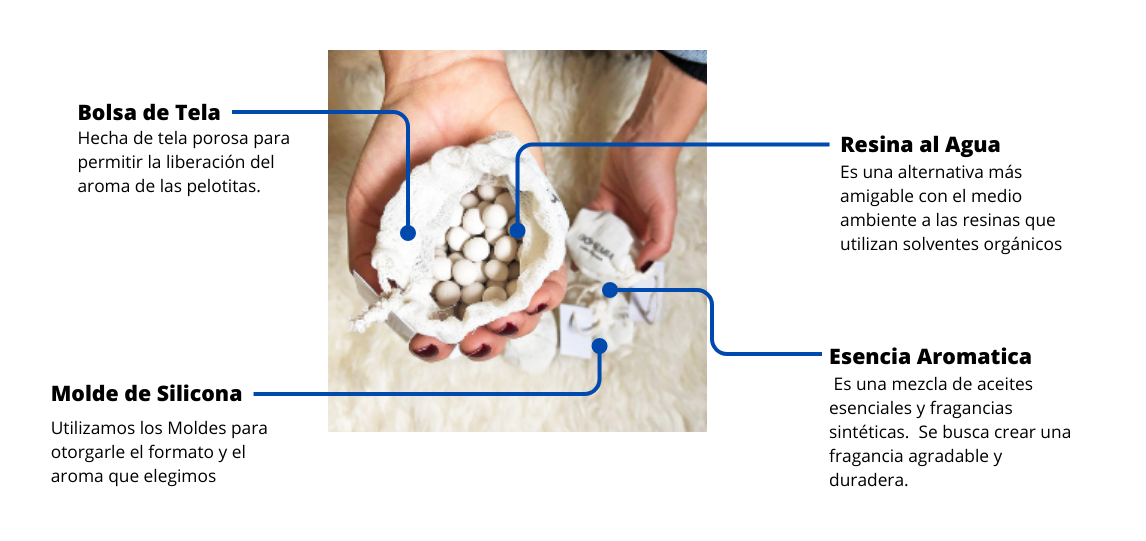 Bolsa de Tela
Hecha de tela porosa para
permitir la liberación del
aroma de las pelotitas.
Resina al Agua
Es una alternativa más
amigable con el medio
ambiente a las resinas que
utilizan solventes orgánicos
Molde de Silicona
Utilizamos los Moldes para
otorgarle el formato y el
aroma que elegimos
Esencia Aromatica
Es una mezcla de aceites
esenciales y fragancias
sintéticas.  Se busca crear una
fragancia agradable y
duradera.